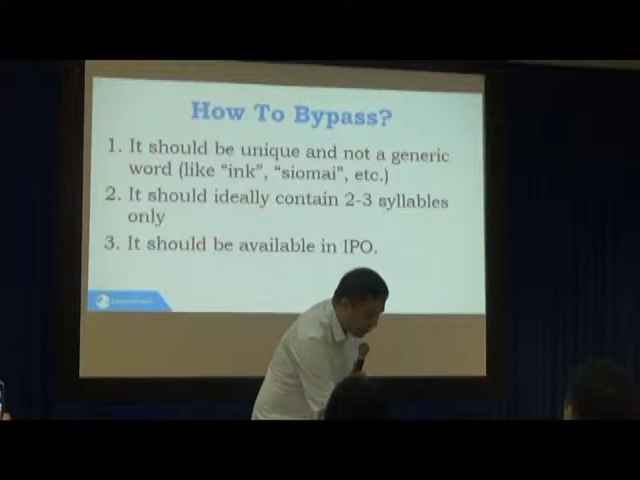 How To Bypass?
1. It should be unique and not a generic
word (like “ink”, “siomai”, etc.)
2. It should ideally contain 2-3 syllables
only
3. It should be available in IPO.